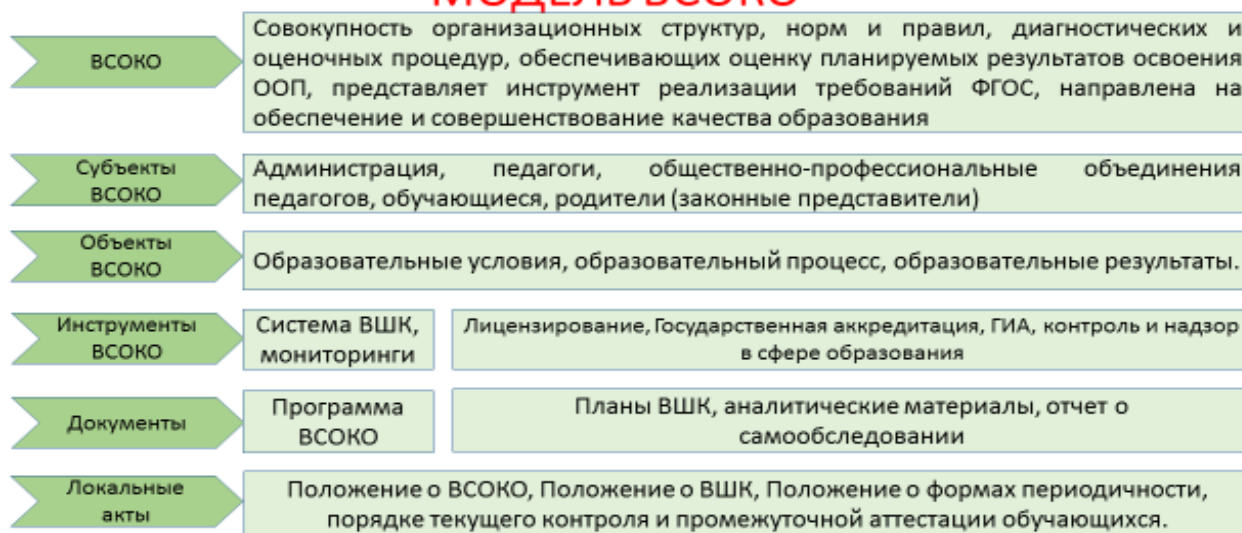 МОДЕЛЬ ВСОКО
ВСОКО
Совокупность организационных структур, норм и правил, диагностических и
оценочных процедур, обеспечивающих оценку планируемых результатов освоения
ООП, представляет инструмент реализации требований ФГОС, направлена на
обеспечение и совершенствование качества образования
Субъекты
ВСОКО
Администрация, педагоги, общественно-профессиональные объединения
педагогов, обучающиеся, родители (законные представители)
Объекты
ВСОКО
Образовательные условия, образовательный процесс, образовательные результаты.
Инструменты
ВСОКО
Система ВШК,
мониторинги
Лицензирование, Государственная аккредитация, ГИА, контроль и надзор
в сфере образования
Документы
Программа
ВСОКО
Планы ВШК, аналитические материалы, отчет о
самообследовании
Локальные
акты
Положение о ВСОКО, Положение о ВШК, Положение о формах периодичности,
порядке текущего контроля и промежуточной аттестации обучающихся.